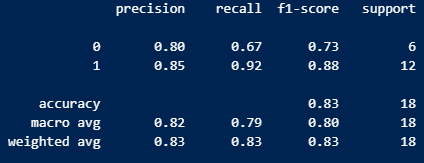 precision recall f1-score support
0 0.80 0.67 0.73 6
1 0.85 0.92 0.88 12
accuracy 0.83 18
macro avg 0.82 0.79 0.80 18
weighted avg 0.83 0.83 0.83 18